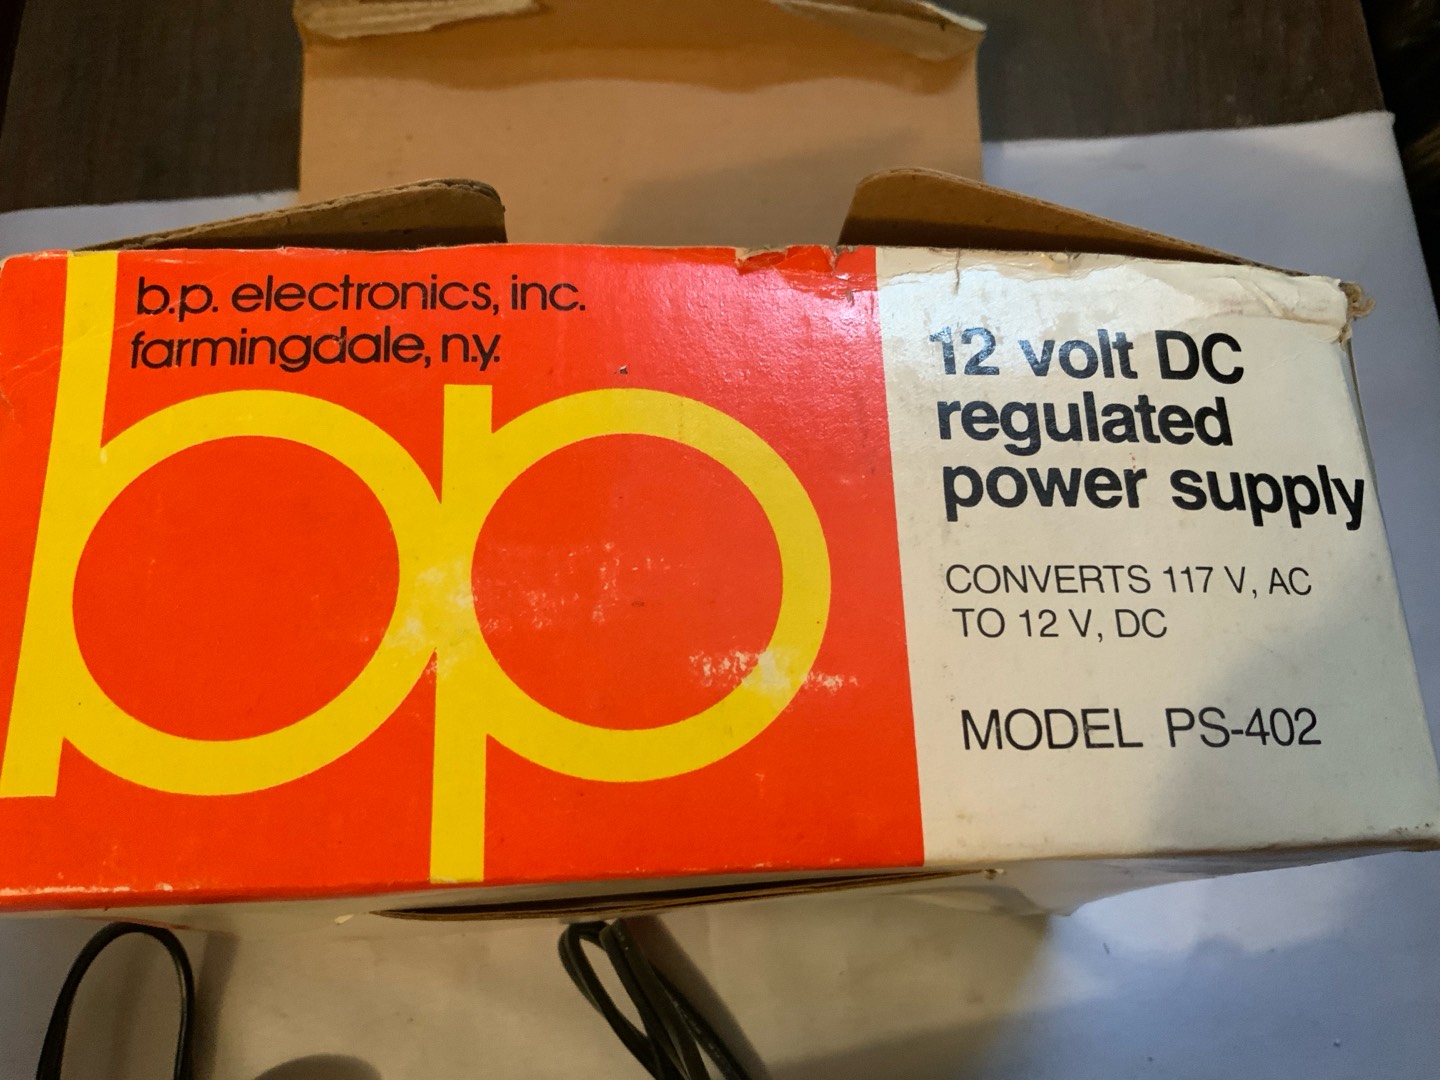 b.p. electronics, inc.
farmingdale, n.y.
bp
12 volt DC
regulated
power supply
CONVERTS 117 V, AC
TO 12 V, DC
MODEL PS-402